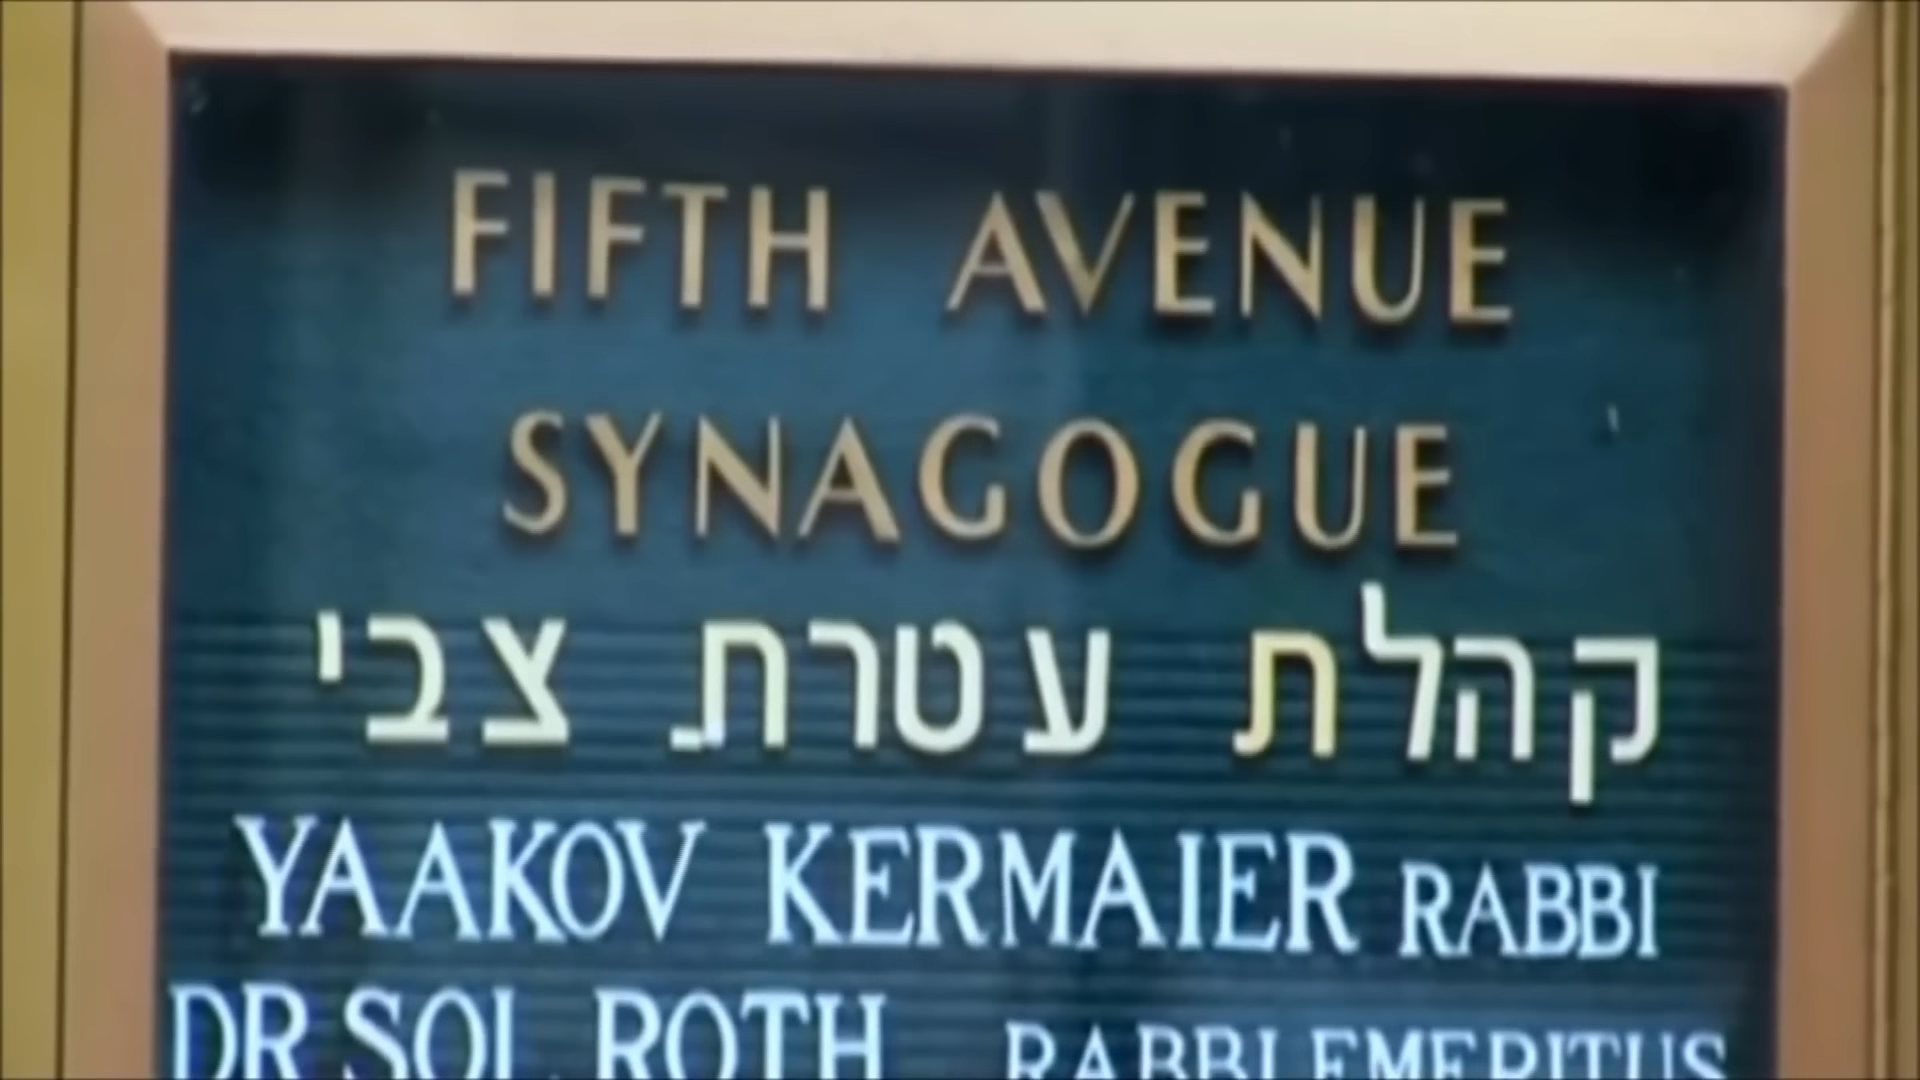 FIFTH AVENUE
SYNAGOGUE
קהלת עטרת צבי
YAAKOV KERMAIER RABBI
DR SOL ROTH RABBI EMERITUS